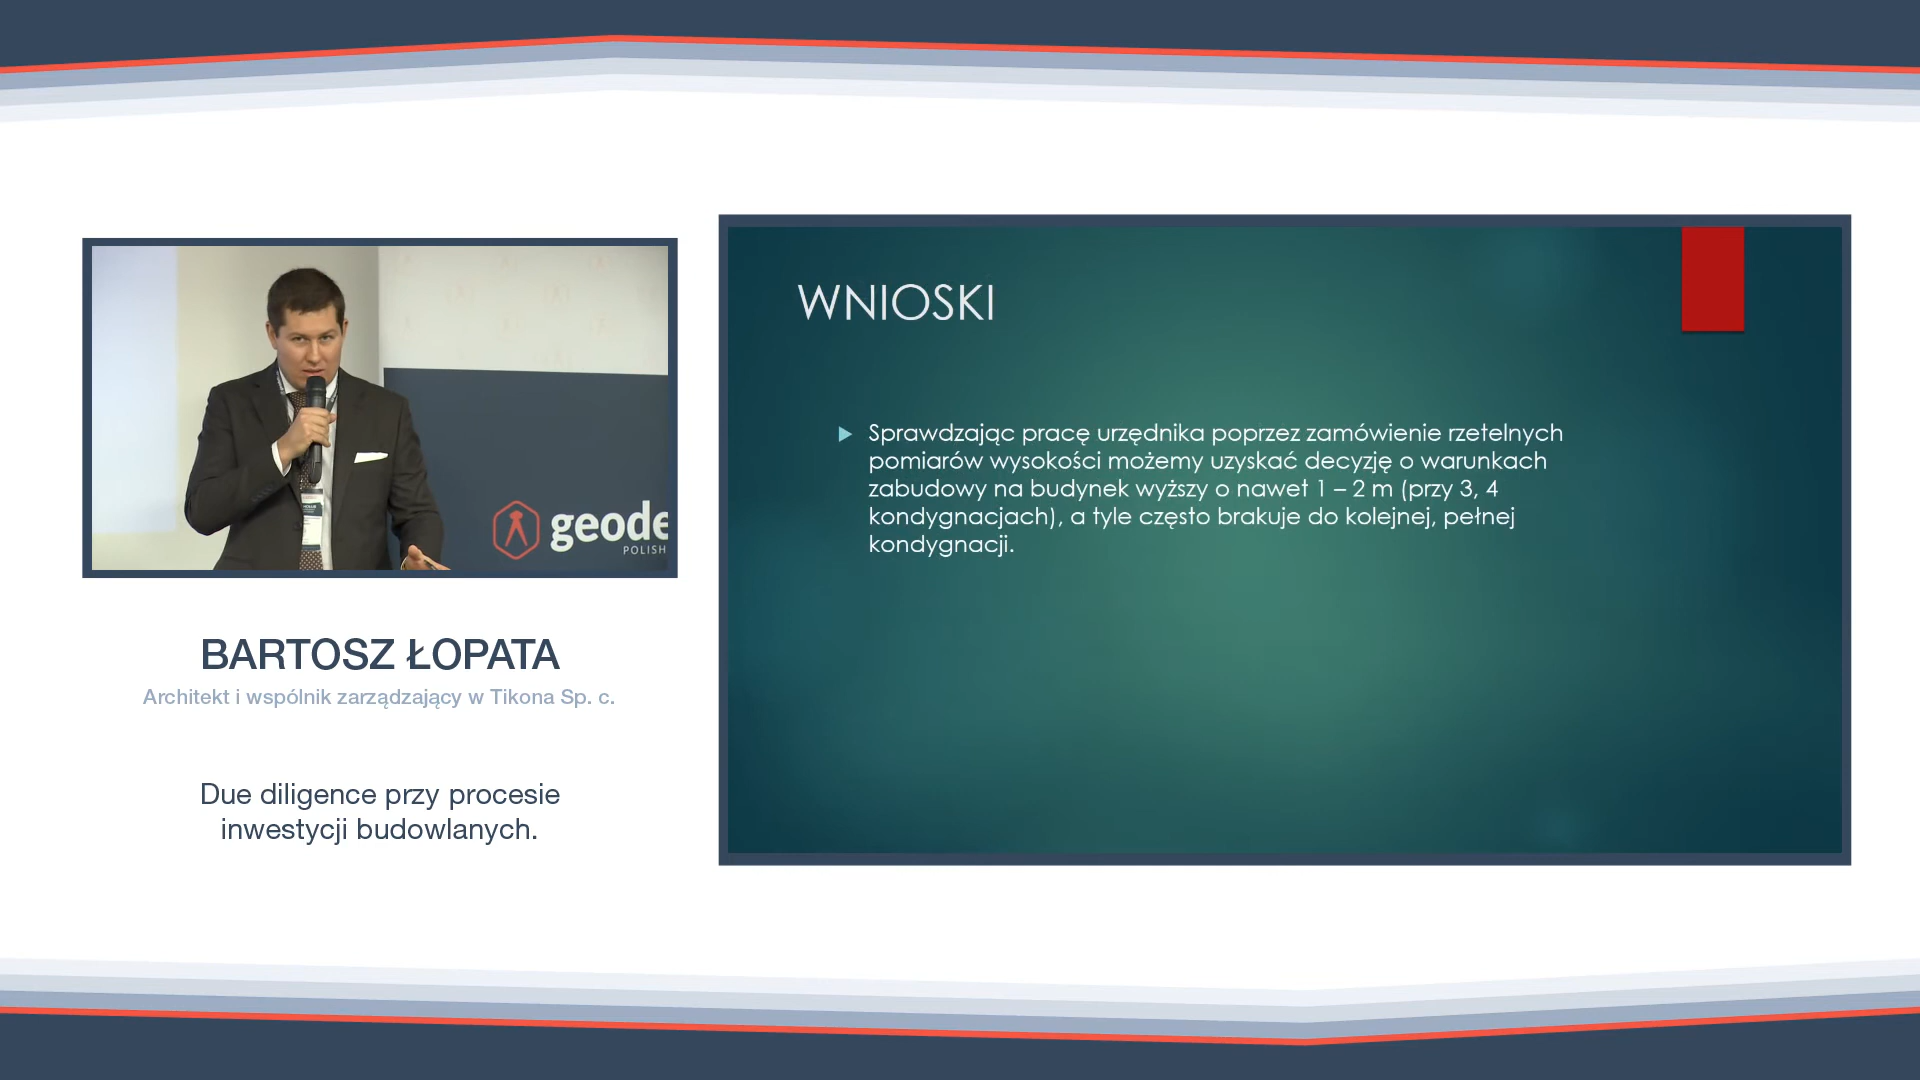 WNIOSKI
Sprawdzając pracę urzędnika poprzez zamówienie rzetelnych
pomiarów wysokości możemy uzyskać decyzję o warunkach
zabudowy na budynek wyższy o nawet 1 – 2 m (przy 3, 4
kondygnacjach), a tyle często brakuje do kolejnej, pełnej
kondygnacji.
geode
POLISH
BARTOSZ ŁOPATA
Architekt i wspólnik zarządzający w Tikona Sp. c.
Due diligence przy procesie
inwestycji budowlanych.